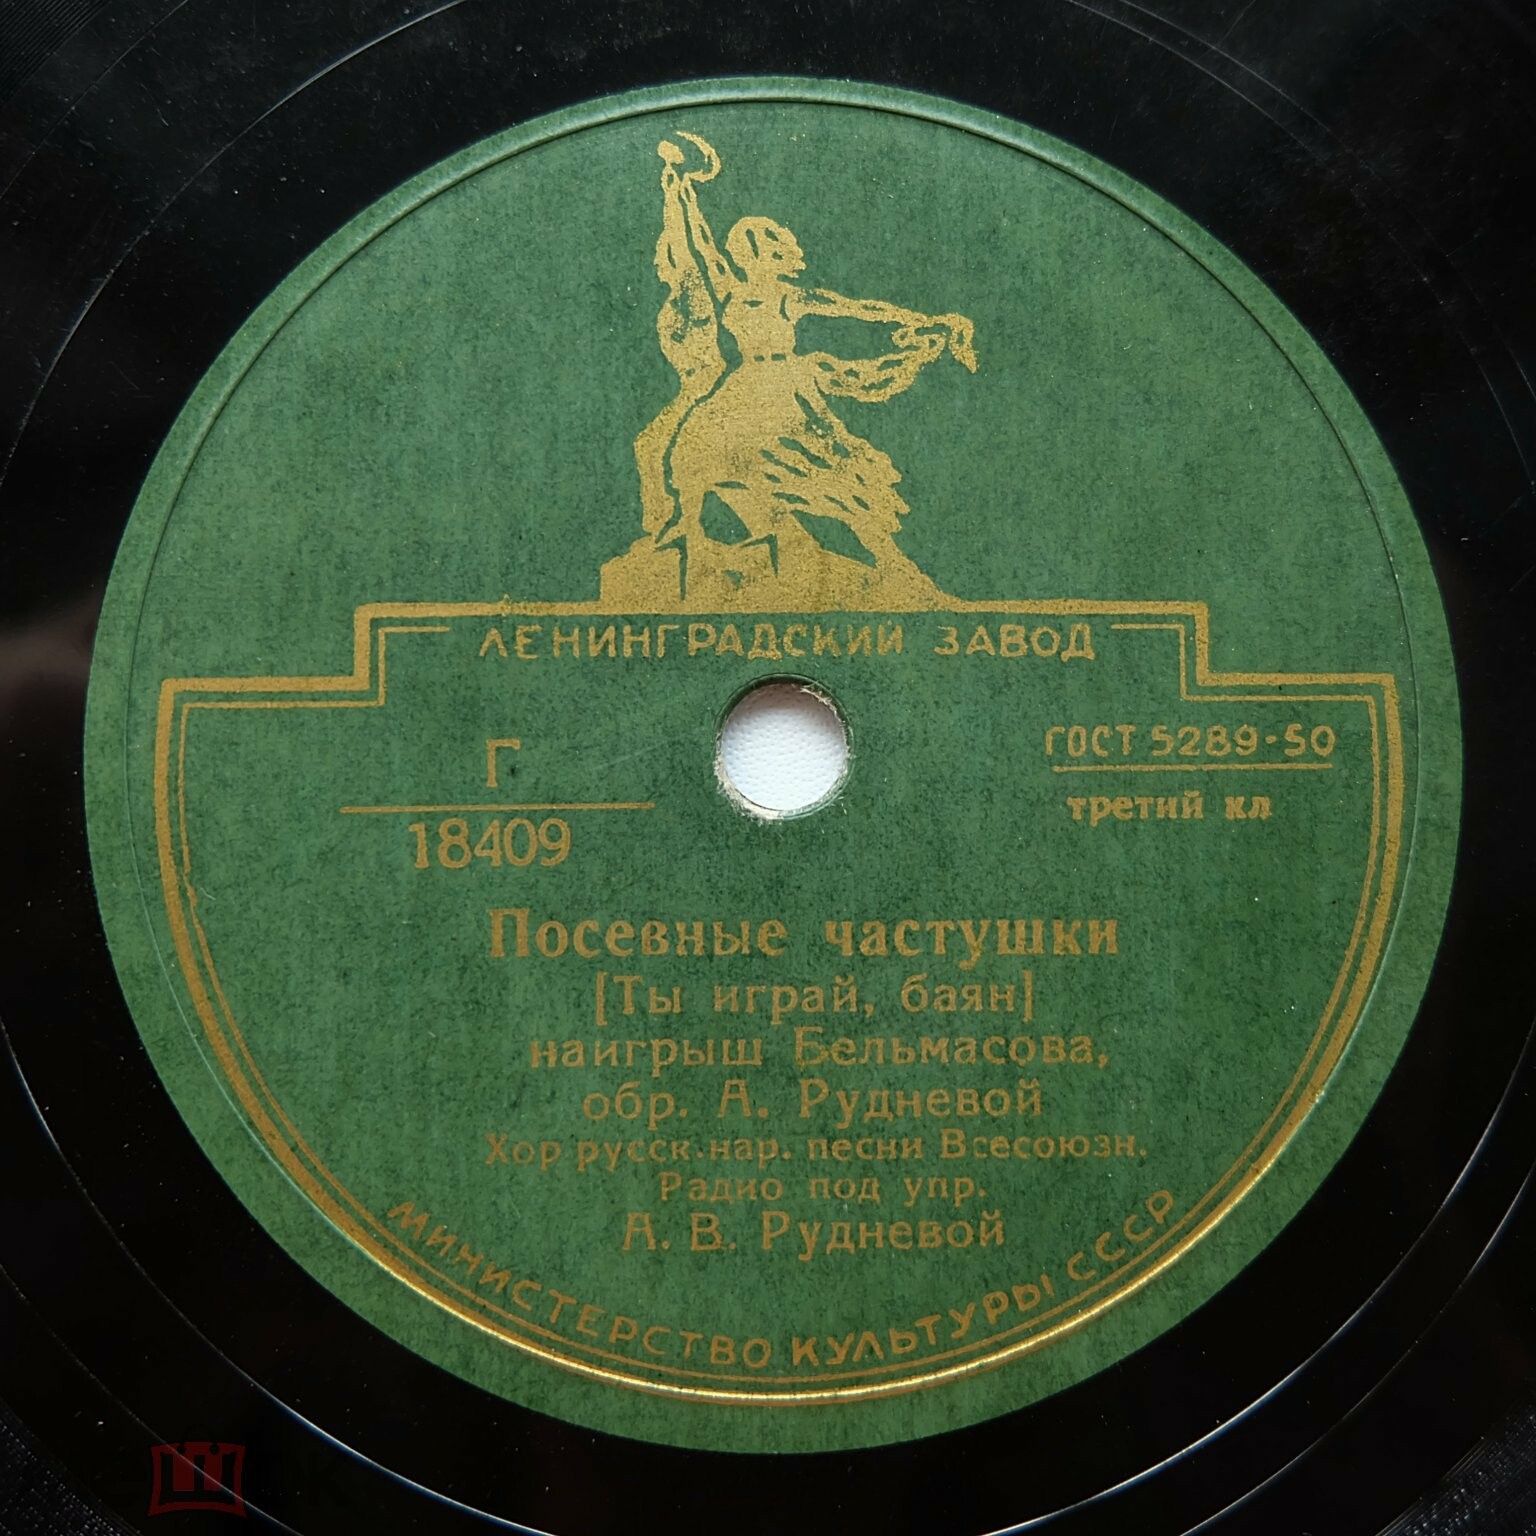 ЛЕНИНГРАДСКИЙ ЗАВОД
Г
18409
ГОСТ 5289-50
третий кл
Посевные частушки
[Ты играй, баян]
наигрыш Бельмасова,
обр. А. Рудневой
Хор русск.нар. песни Всесоюзн.
Радио под упр.
А. В. Рудневой
МИНИСТЕРСТВО КУЛЬТУРЫ СССР